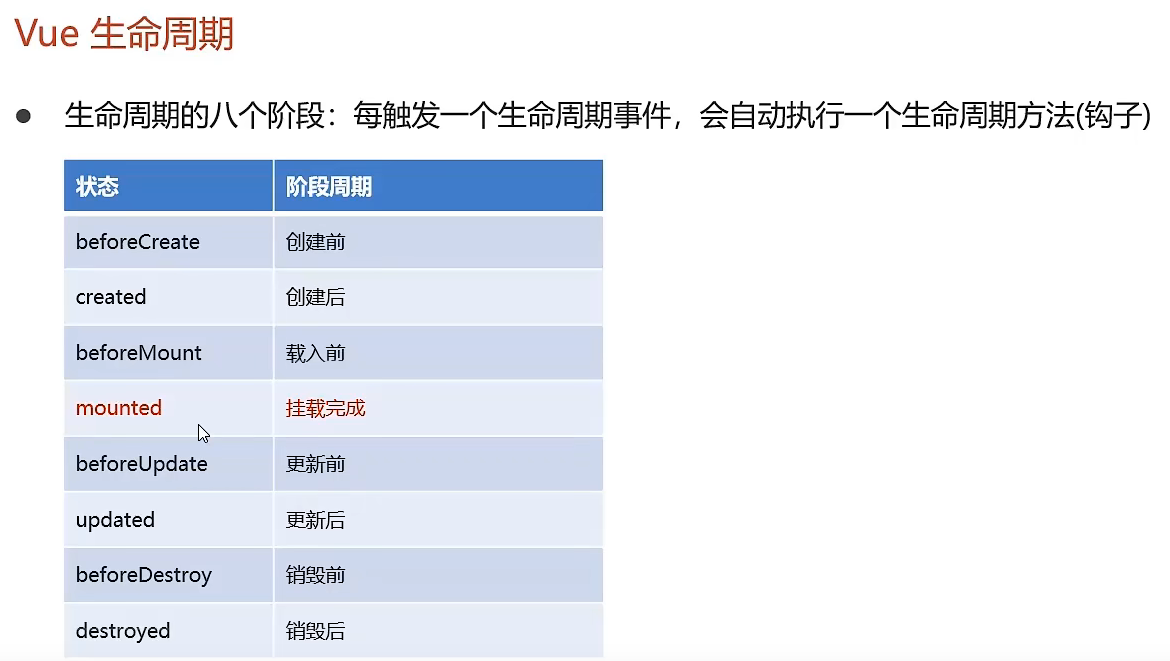 Vue 生命周期
● 生命周期的八个阶段：每触发一个生命周期事件，会自动执行一个生命周期方法(钩子)
状态 阶段周期
beforeCreate 创建前
created 创建后
beforeMount 载入前
mounted 挂载完成
beforeUpdate 更新前
updated 更新后
beforeDestroy 销毁前
destroyed 销毁后